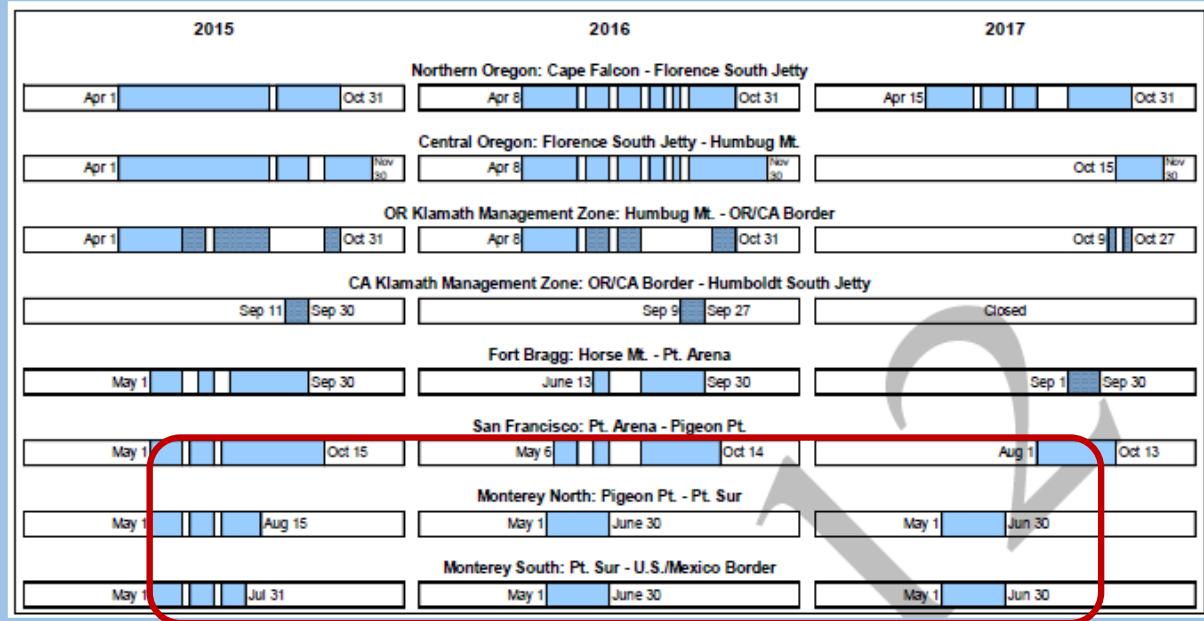 2015 2016 2017
Northern Oregon: Cape Falcon - Florence South Jetty
Apr 1 Oct 31 Apr 8 Oct 31 Apr 15 Oct 31
Central Oregon: Florence South Jetty - Humbug Mt.
Apr 1 Nov 30 Apr 8 Nov 30 Oct 15 Nov 30
OR Klamath Management Zone: Humbug Mt. - OR/CA Border
Apr 1 Oct 31 Apr 8 Oct 31 Oct 9 Oct 27
CA Klamath Management Zone: OR/CA Border - Humboldt South Jetty
Sep 11 Sep 30 Sep 9 Sep 27 Closed
Fort Bragg: Horse Mt. - Pt. Arena
May 1 Sep 30 June 13 Sep 30 Sep 1 Sep 30
San Francisco: Pt. Arena - Pigeon Pt.
May 1 Oct 15 May 6 Oct 14 Aug 1 Oct 13
Monterey North: Pigeon Pt. - Pt. Sur
May 1 Aug 15 May 1 June 30 May 1 Jun 30
Monterey South: Pt. Sur - U.S./Mexico Border
May 1 Jul 31 May 1 June 30 May 1 Jun 30